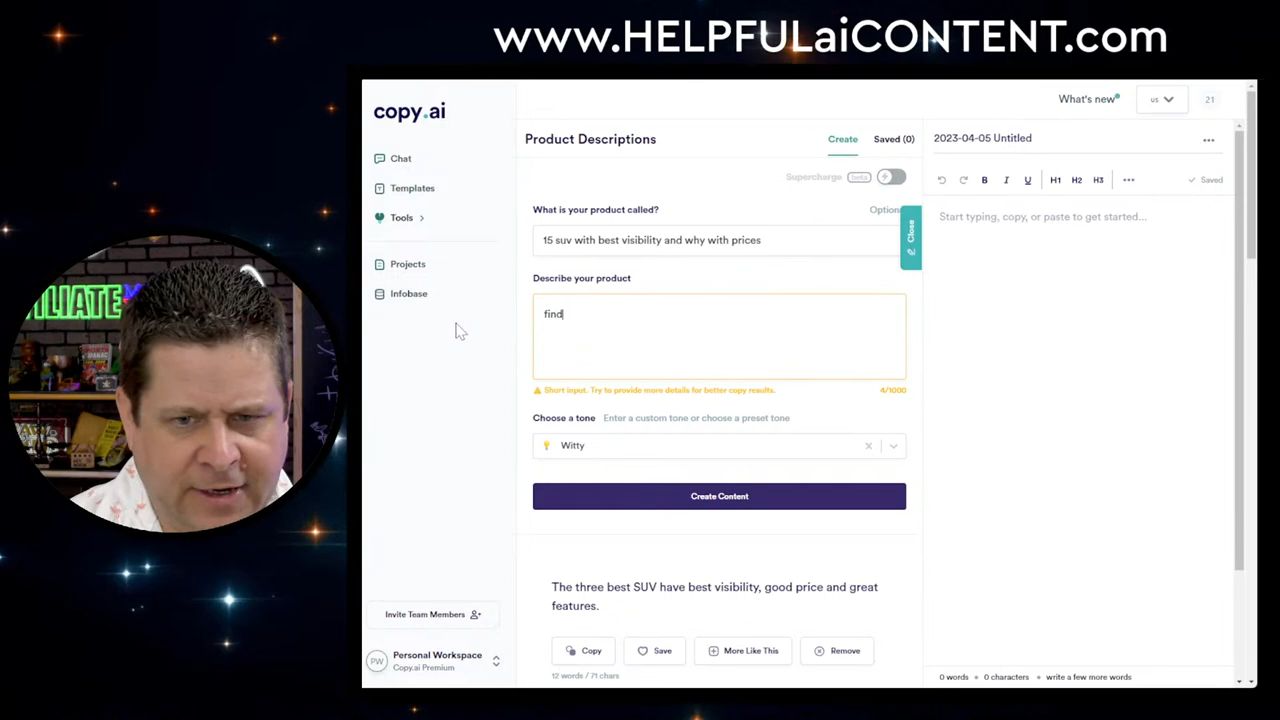 www.HELPFULaiCONTENT.com
copy.ai
What's new
us
21
Product Descriptions
Create
Saved (0)
2023-04-05 Untitled
Chat
Supercharge
beta
B
I
U
H1
H2
H3
Saved
Templates
What is your product called?
Tools
Start typing, copy, or paste to get started...
15 suv with best visibility and why with prices
Close
Projects
Describe your product
Infobase
find
Short input. Try to provide more details for better copy results.
4/1000
Choose a tone
Enter a custom tone or choose a preset tone
Witty
Create Content
The three best SUV have best visibility, good price and great
features.
Invite Team Members
Copy
Save
More Like This
Remove
PW
Personal Workspace
Copy.ai Premium
12 words / 71 chars
0 words
0 characters
write a few more words